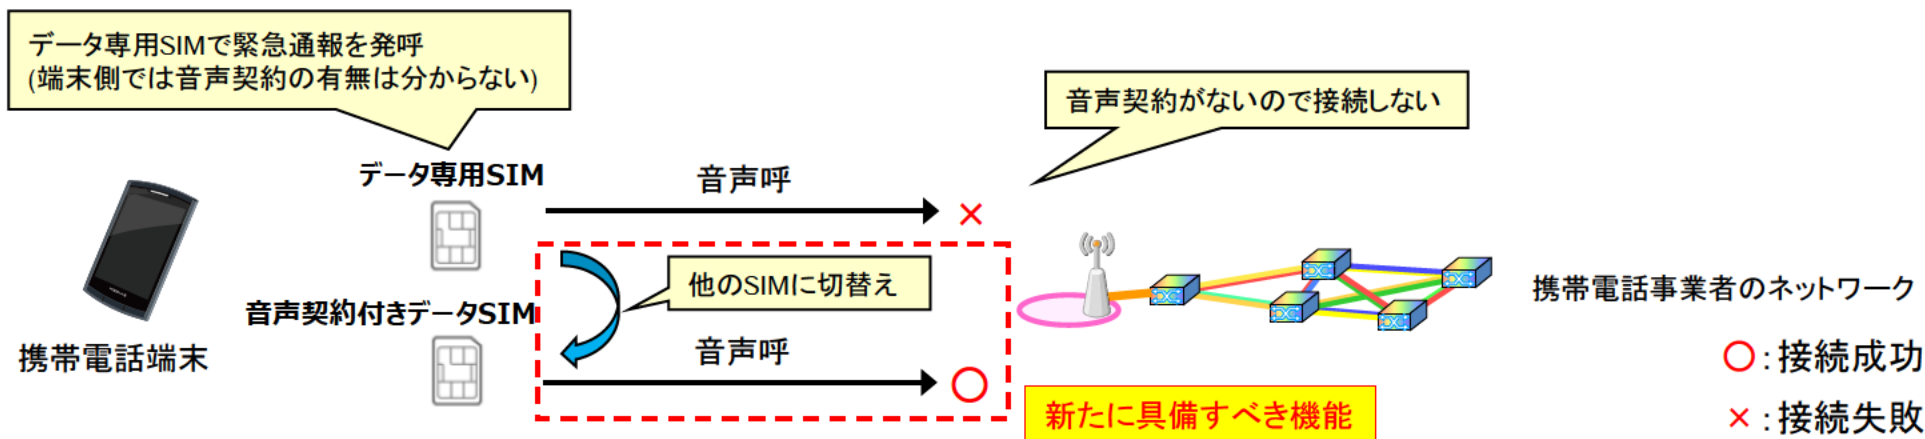 データ専用SIMで緊急通報を発呼
(端末側では音声契約の有無は分からない)
音声契約がないので接続しない
データ専用SIM
音声呼
×
他のSIMに切替え
音声契約付きデータSIM
音声呼
〇
携帯電話端末
携帯電話事業者のネットワーク
新たに具備すべき機能
〇:接続成功
×:接続失敗